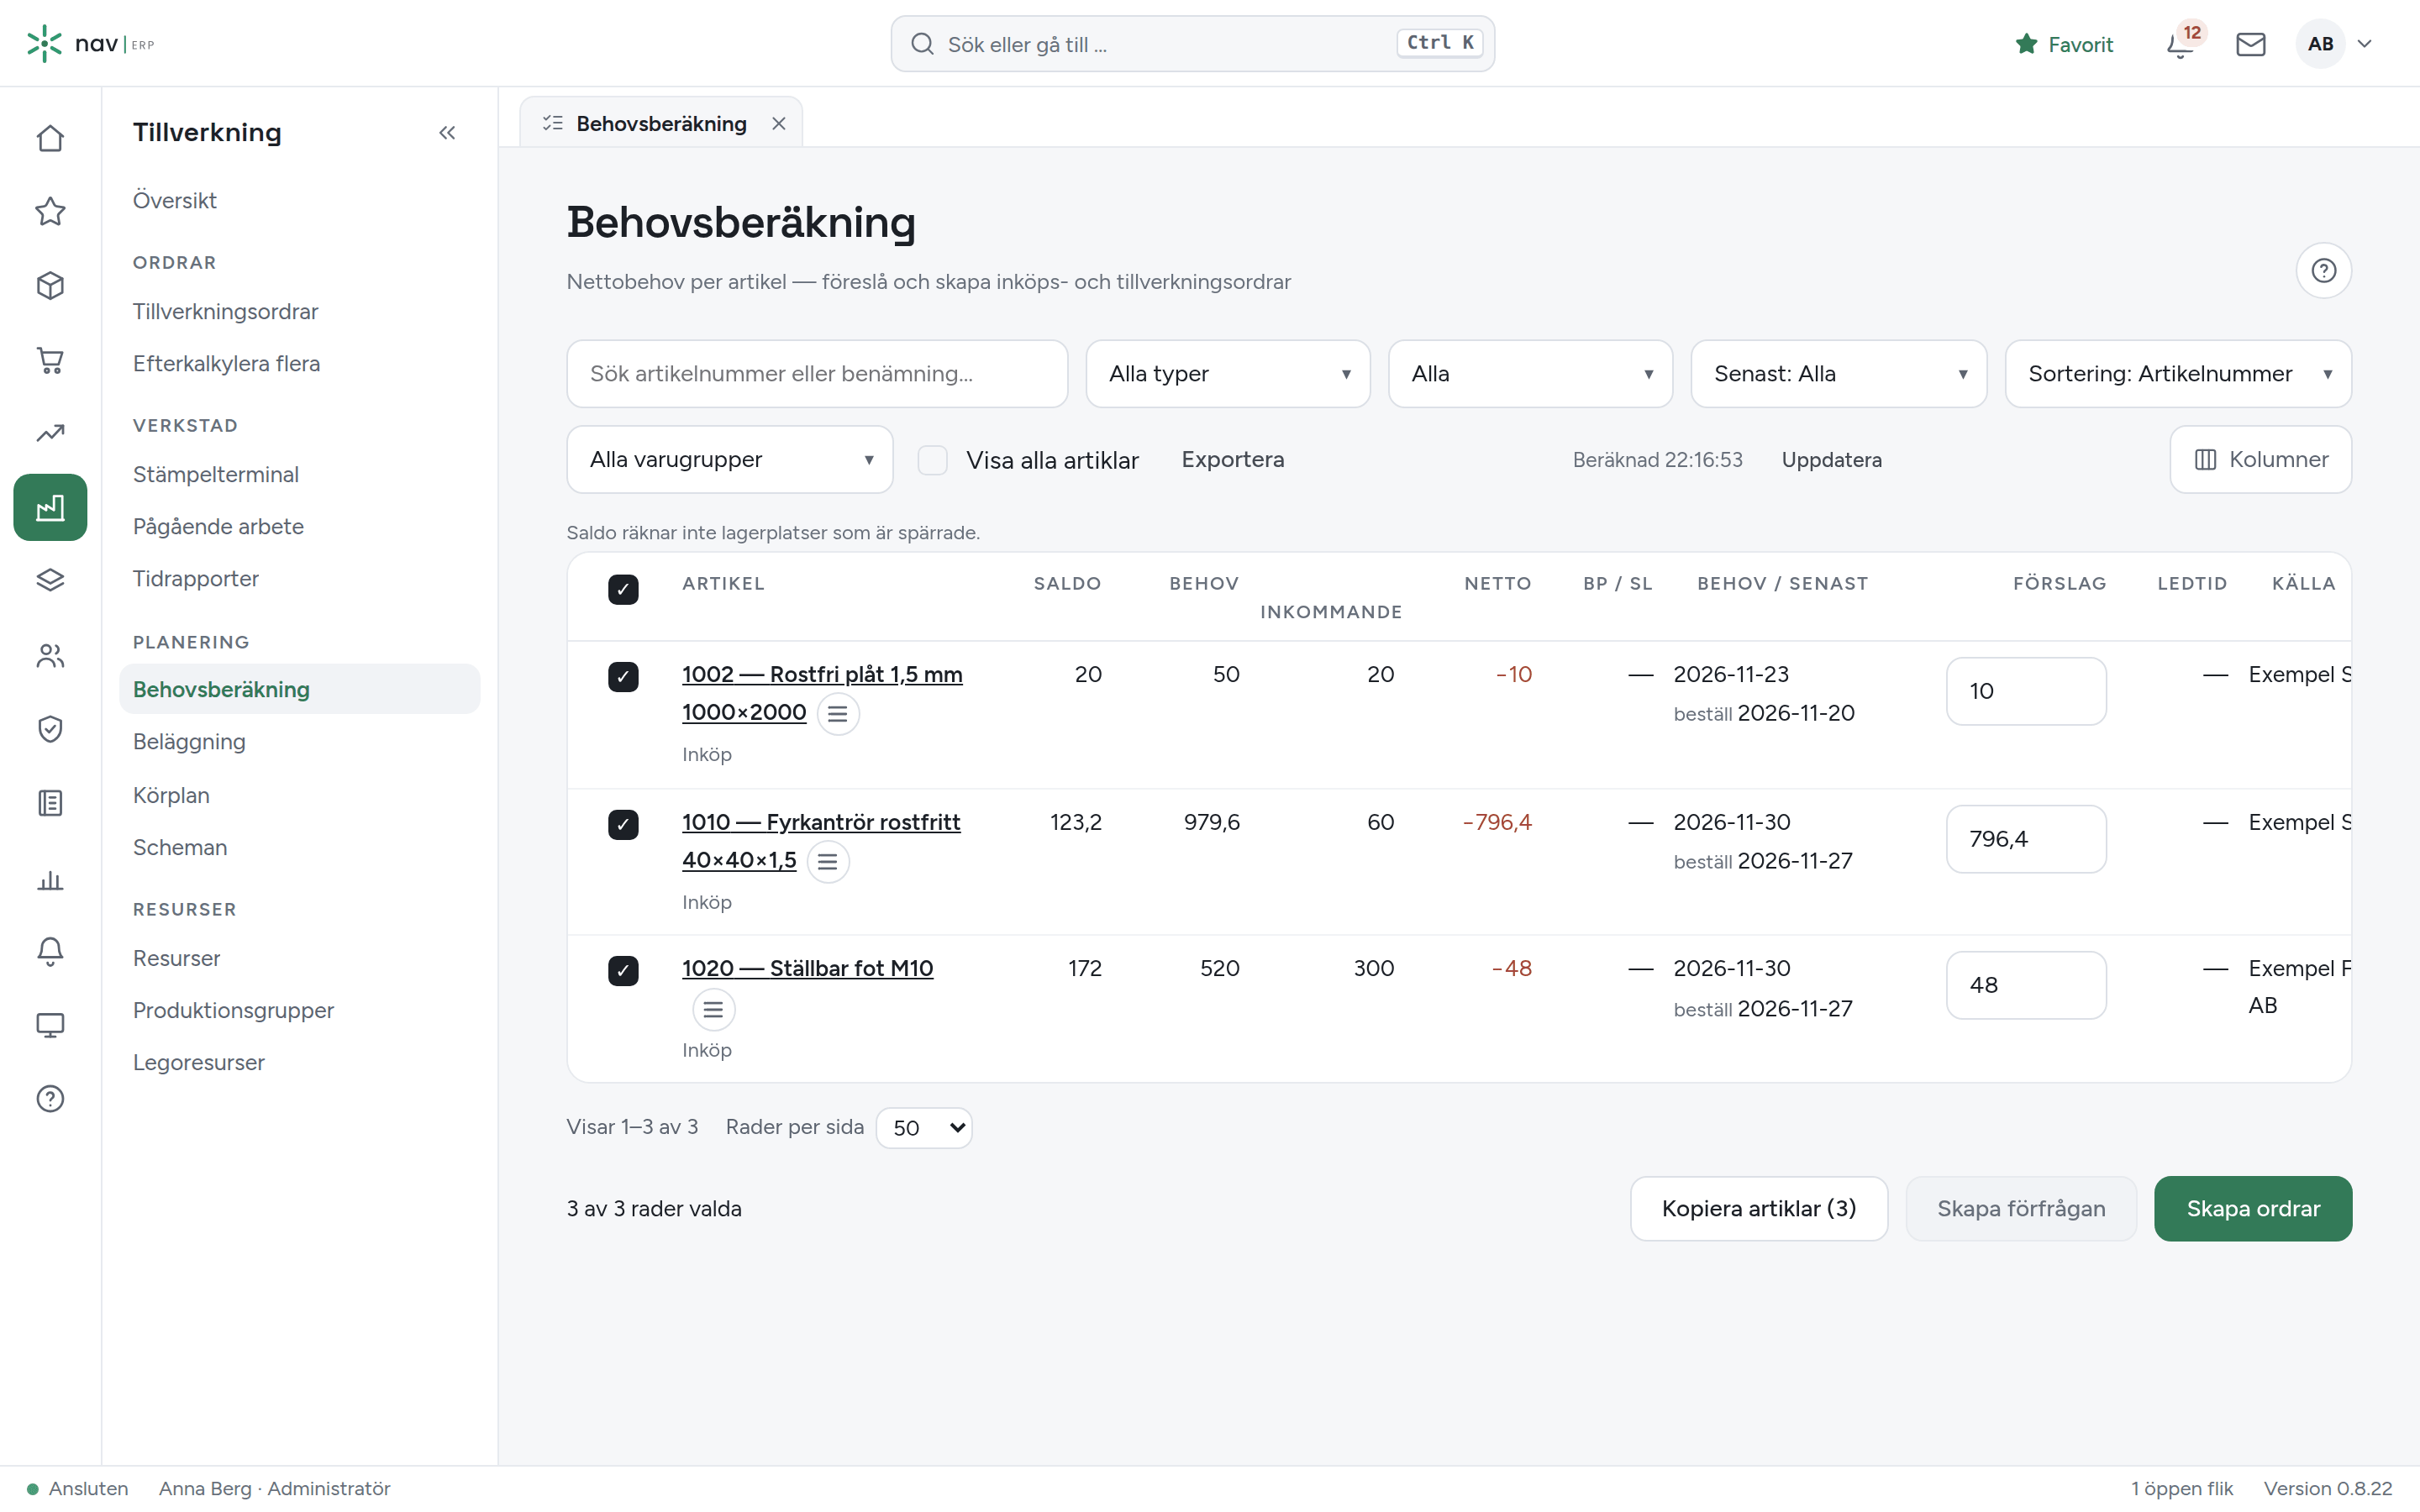 nav | ERP
Sök eller gå till ...
Ctrl K
Favorit
12
AB
Tillverkning
Översikt
ORDRAR
Tillverkningsordrar
Efterkalkylera flera
VERKSTAD
Stämpelterminal
Pågående arbete
Tidrapporter
PLANERING
Behovsberäkning
Beläggning
Körplan
Scheman
RESURSER
Resurser
Produktionsgrupper
Legoresurser
Behovsberäkning
Behovsberäkning
Nettobehov per artikel — föreslå och skapa inköps- och tillverkningsordrar
Sök artikelnummer eller benämning...
Alla typer
Alla
Senast: Alla
Sortering: Artikelnummer
Alla varugrupper
Visa alla artiklar
Exportera
Beräknad 22:16:53
Uppdatera
Kolumner
Saldo räknar inte lagerplatser som är spärrade.
ARTIKEL SALDO BEHOV INKOMMANDE NETTO BP / SL BEHOV / SENAST FÖRSLAG LEDTID KÄLLA
1002 — Rostfri plåt 1,5 mm 20 50 20 −10 — 2026-11-23 10 — Exempel S
1000×2000 beställ 2026-11-20
Inköp
1010 — Fyrkantrör rostfritt 123,2 979,6 60 −796,4 — 2026-11-30 796,4 — Exempel S
40×40×1,5 beställ 2026-11-27
Inköp
1020 — Ställbar fot M10 172 520 300 −48 — 2026-11-30 48 — Exempel F
beställ 2026-11-27 AB
Inköp
Visar 1–3 av 3 Rader per sida 50
3 av 3 rader valda
Kopiera artiklar (3)
Skapa förfrågan
Skapa ordrar
Ansluten
Anna Berg · Administratör
1 öppen flik
Version 0.8.22